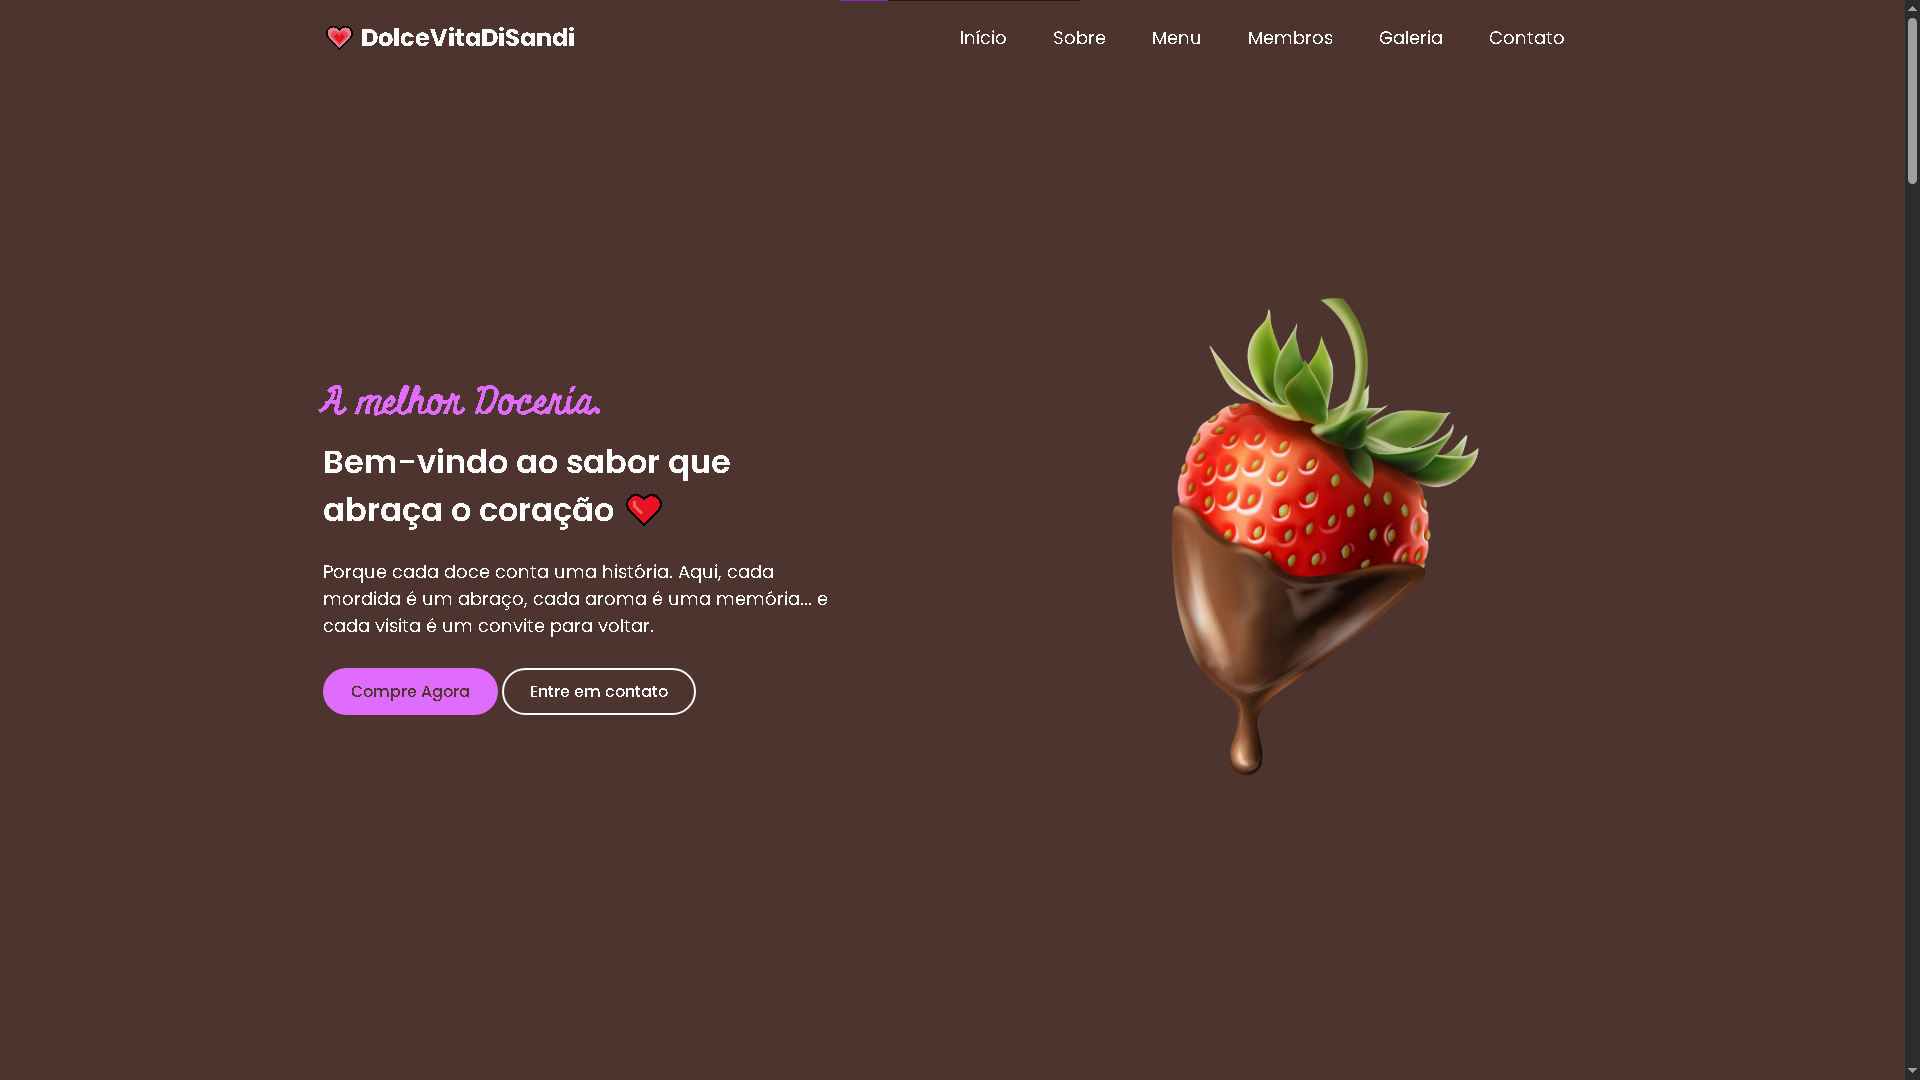 DolceVitaDiSandi
Início Sobre Menu Membros Galeria Contato
A melhor Doceria.
Bem-vindo ao sabor que
abraça o coração
Porque cada doce conta uma história. Aqui, cada
mordida é um abraço, cada aroma é uma memória... e
cada visita é um convite para voltar.
Compre Agora Entre em contato